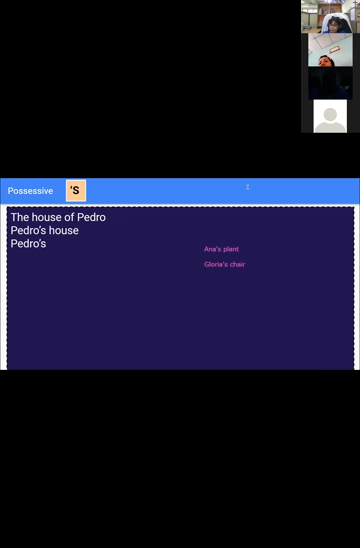 Possessive 'S
The house of Pedro
Pedro's house
Pedro's
Ana's plant
Gloria's chair